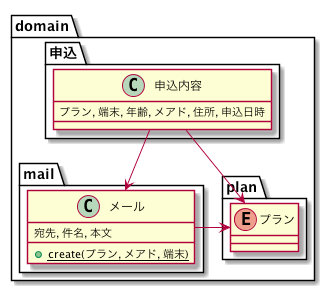 domain
申込
C 申込内容
プラン, 端末, 年齢, メアド, 住所, 申込日時
mail
C メール
宛先, 件名, 本文
create(プラン, メアド, 端末)
plan
E プラン